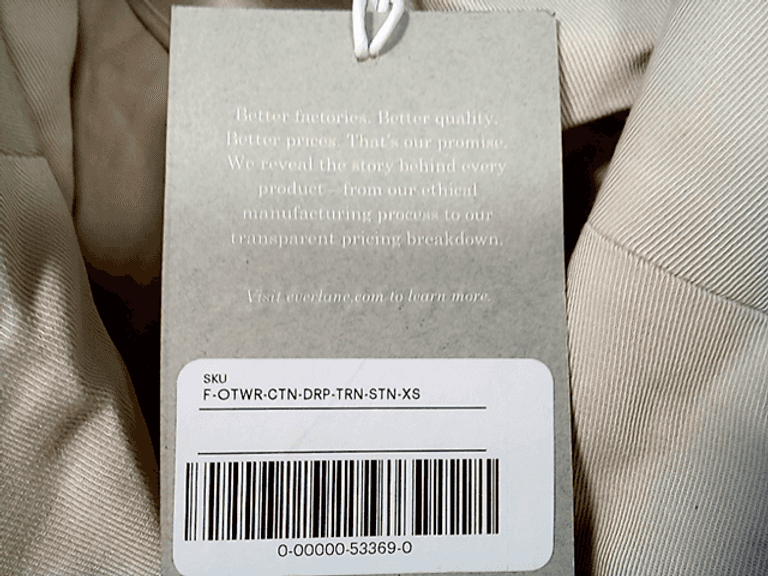 Better factories. Better quality.
Better prices. That's our promise.
We reveal the story behind every
product—from our ethical
manufacturing process to our
transparent pricing breakdown.
Visit everlane.com to learn more.
SKU
F-OTWR-CTN-DRP-TRN-STN-XS
0-00000-53369-0